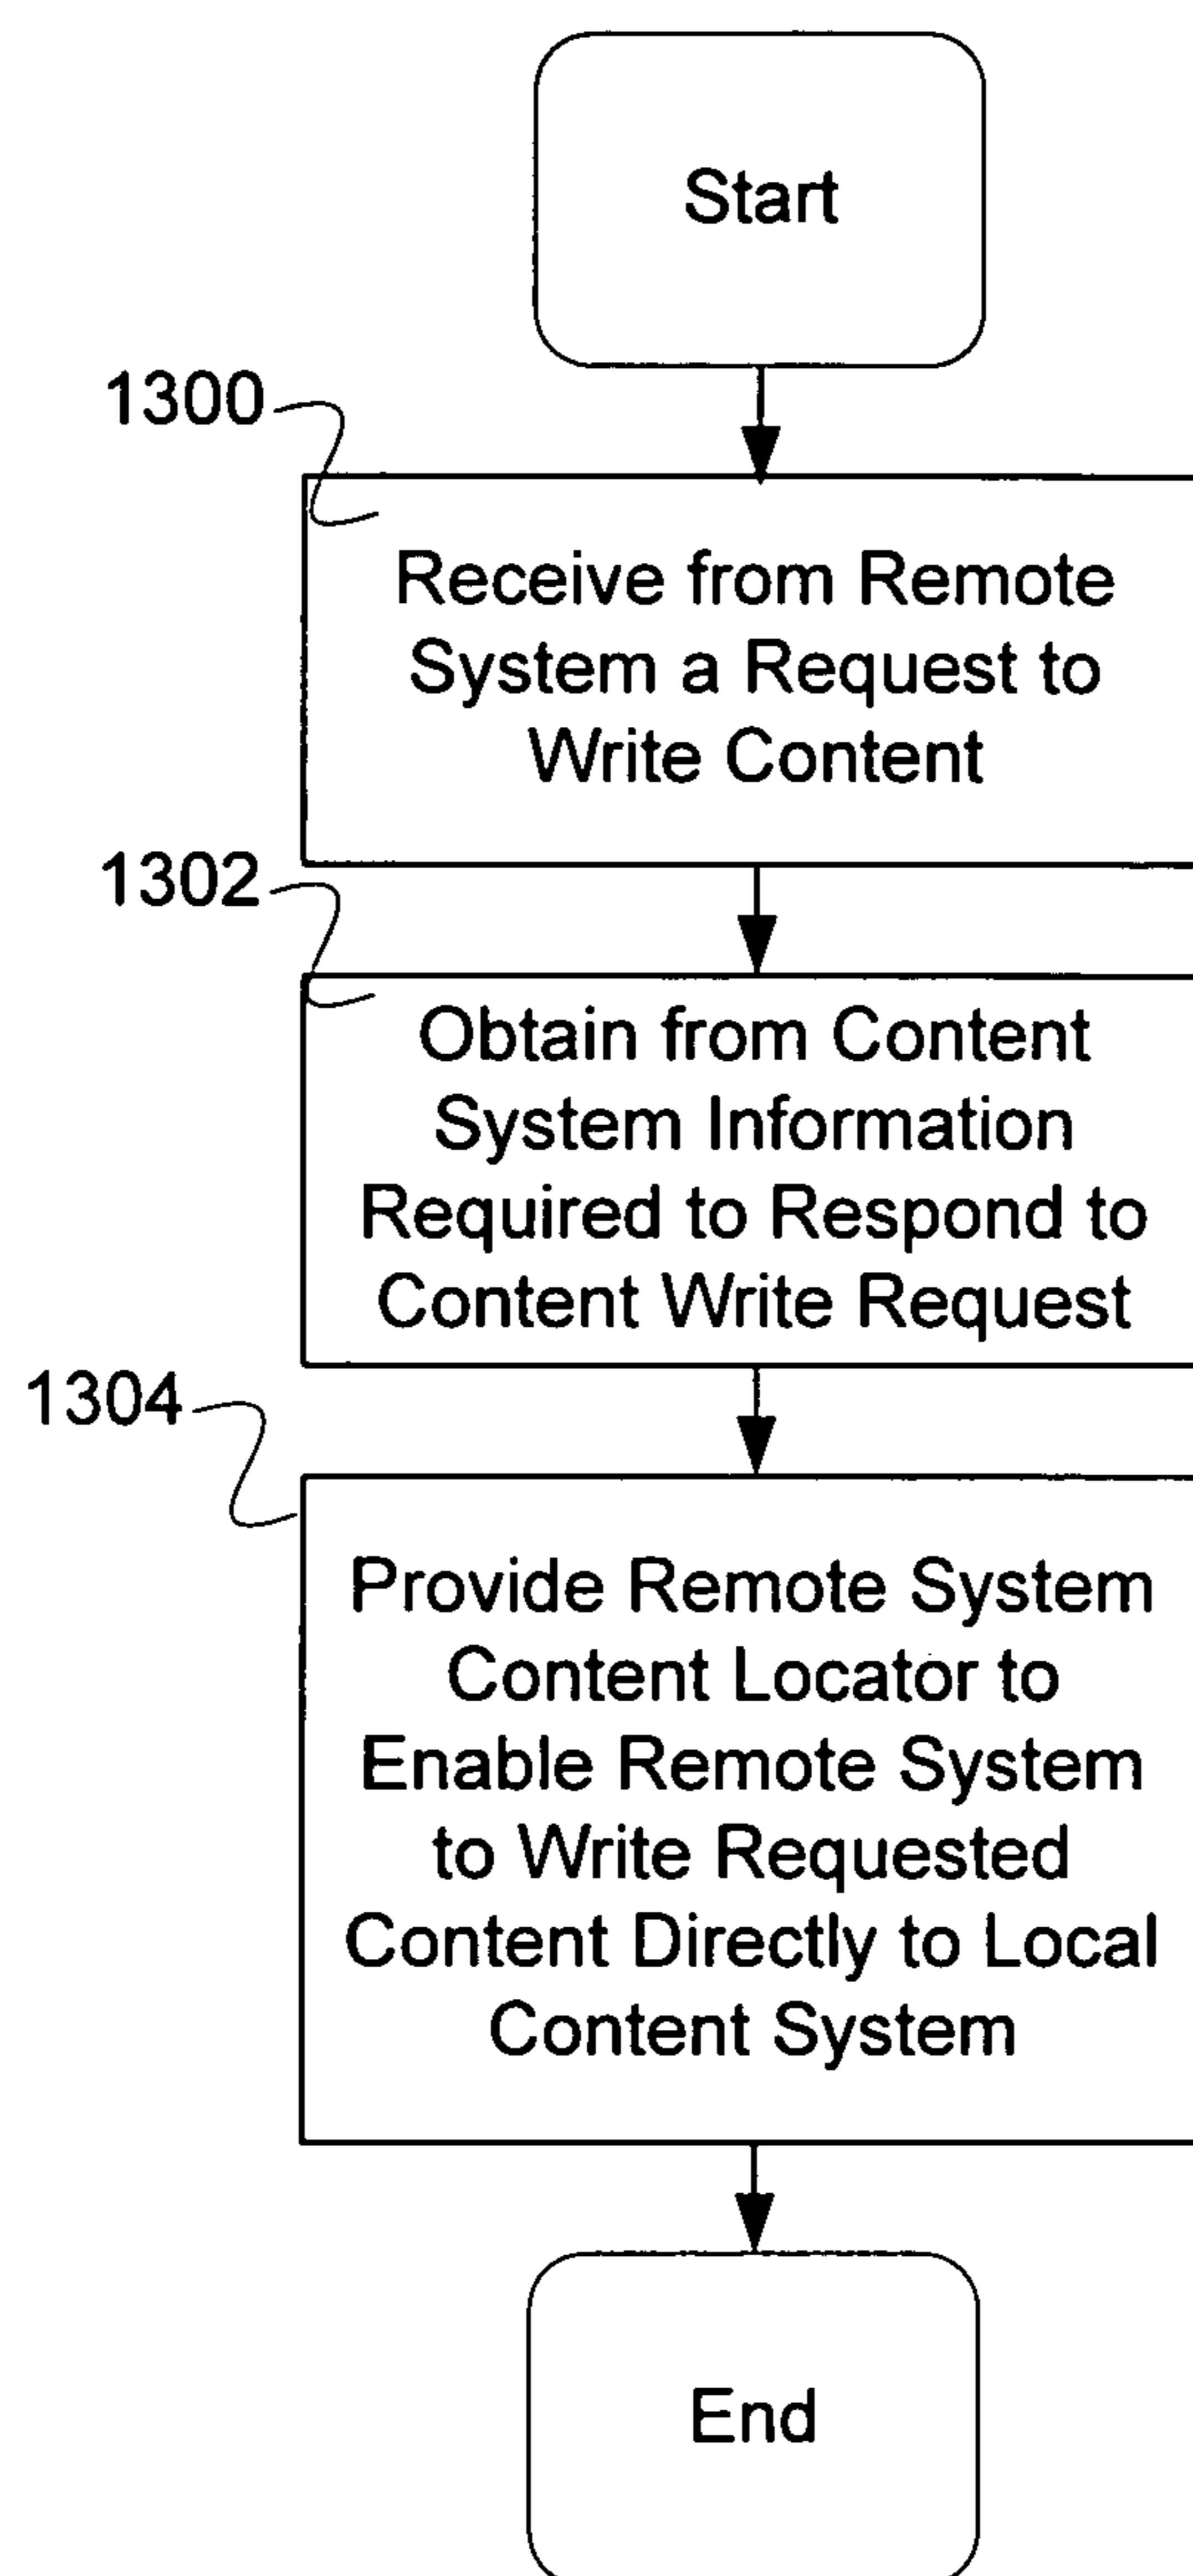 Start
1300
Receive from Remote
System a Request to
Write Content
1302
Obtain from Content
System Information
Required to Respond to
Content Write Request
1304
Provide Remote System
Content Locator to
Enable Remote System
to Write Requested
Content Directly to Local
Content System
End